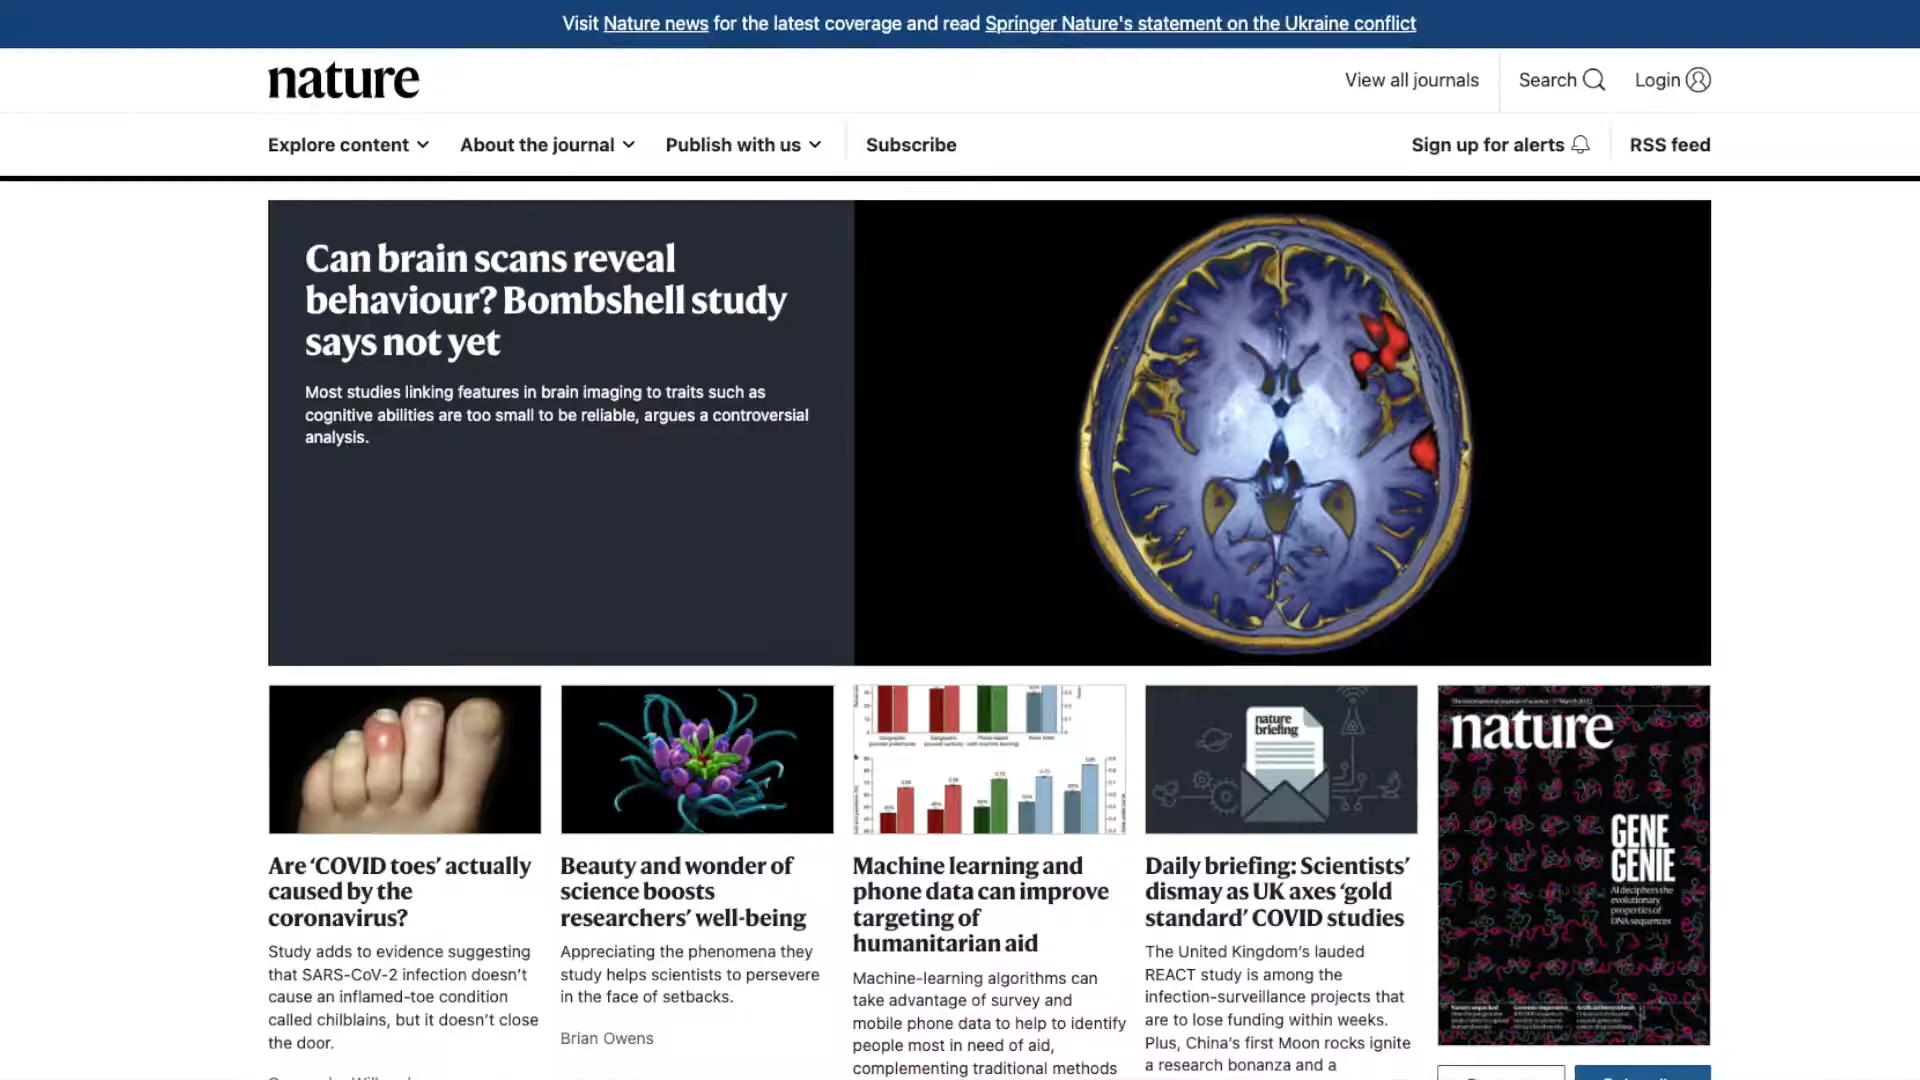 Visit Nature news for the latest coverage and read Springer Nature's statement on the Ukraine conflict
nature
View all journals
Search
Login
Explore content
About the journal
Publish with us
Subscribe
Sign up for alerts
RSS feed
Can brain scans reveal
behaviour? Bombshell study
says not yet
Most studies linking features in brain imaging to traits such as
cognitive abilities are too small to be reliable, argues a controversial
analysis.
Are ‘COVID toes’ actually
caused by the
coronavirus?
Study adds to evidence suggesting
that SARS-CoV-2 infection doesn’t
cause an inflamed-toe condition
called chilblains, but it doesn’t close
the door.
Beauty and wonder of
science boosts
researchers’ well-being
Appreciating the phenomena they
study helps scientists to persevere
in the face of setbacks.
Brian Owens
Machine learning and
phone data can improve
targeting of
humanitarian aid
Machine-learning algorithms can
take advantage of survey and
mobile phone data to help to identify
people most in need of aid,
complementing traditional methods
nature
briefing
Daily briefing: Scientists’
dismay as UK axes ‘gold
standard’ COVID studies
The United Kingdom’s lauded
REACT study is among the
infection-surveillance projects that
are to lose funding within weeks.
Plus, China’s first Moon rocks ignite
a research bonanza and a
nature
GENE
GENIE
AI deciphers the
evolutionary
properties of
DNA sequences